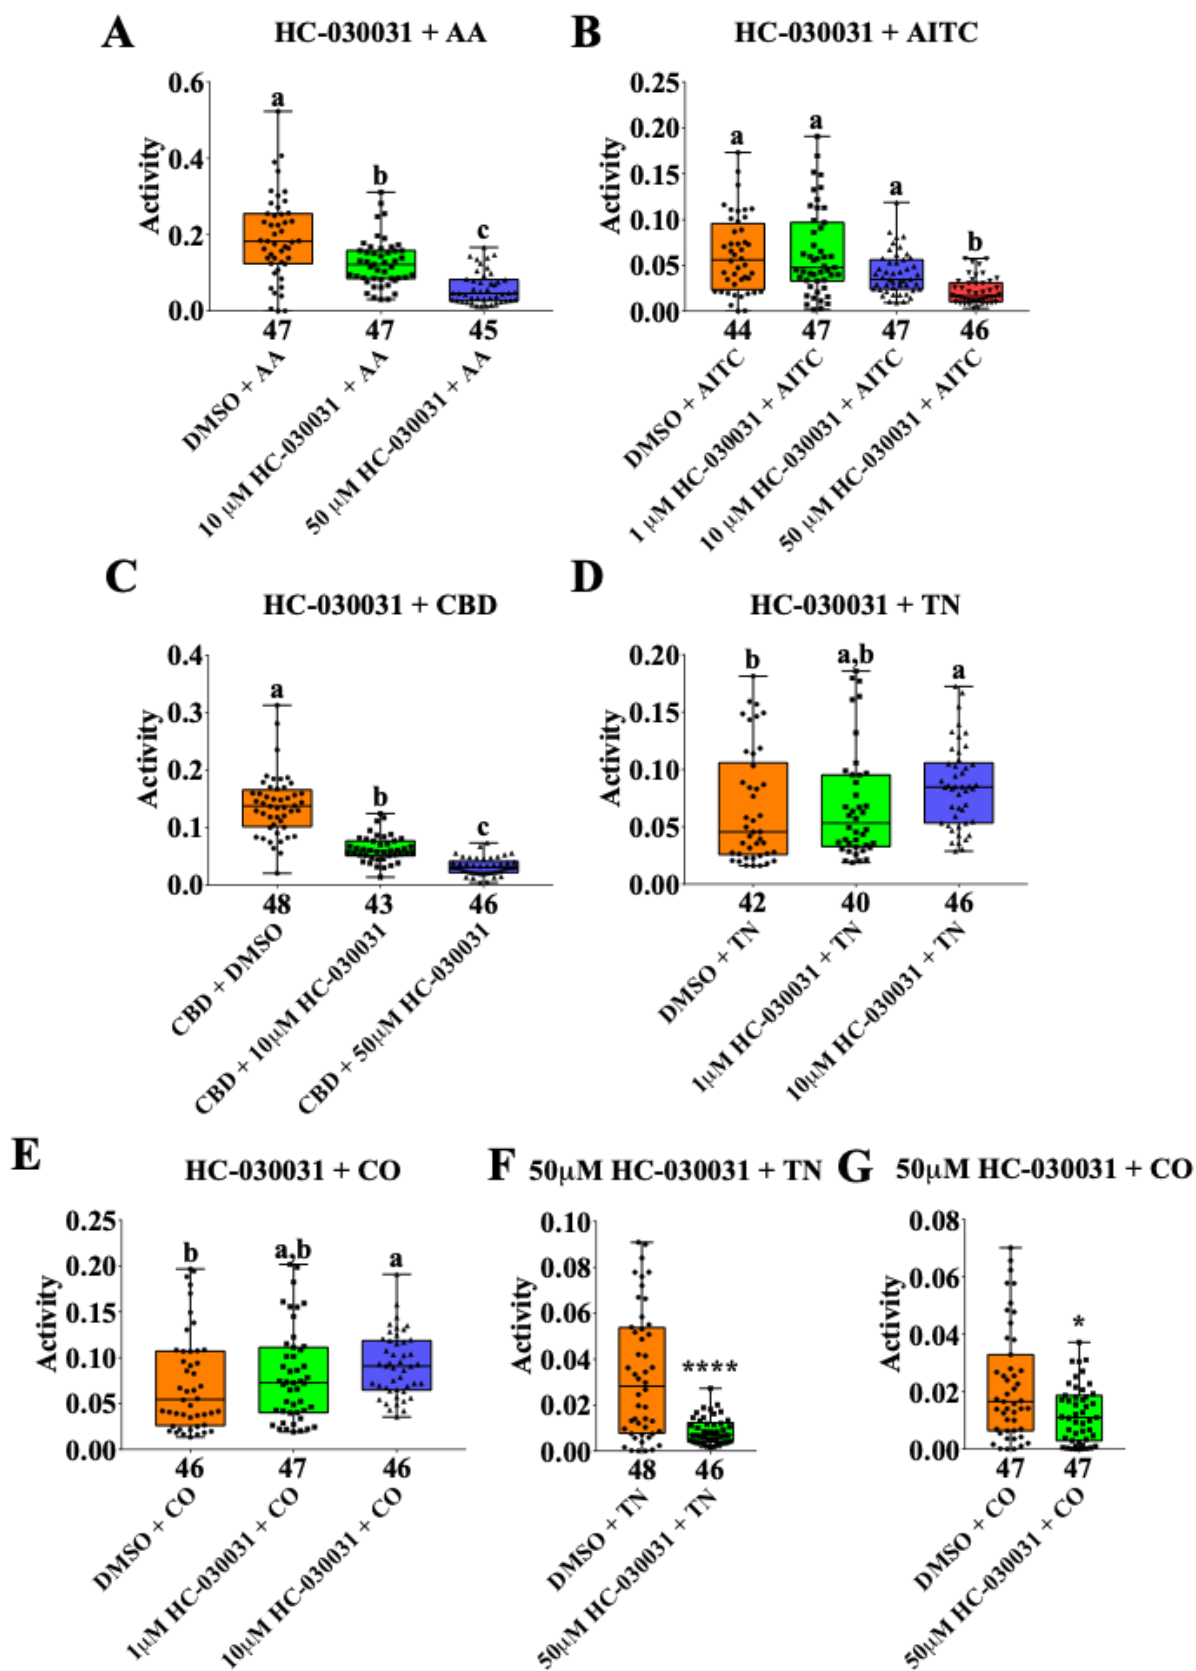 A HC-030031 + AA
Activity
0.6
0.4
0.2
0.0
a
b
c
47 47 45
DMSO + AA
10 μM HC-030031 + AA
50 μM HC-030031 + AA
B HC-030031 + AITC
Activity
0.25
0.20
0.15
0.10
0.05
0.00
a
a
a
b
44 47 47 46
DMSO + AITC
1 μM HC-030031 + AITC
10 μM HC-030031 + AITC
50 μM HC-030031 + AITC
C HC-030031 + CBD
Activity
0.4
0.3
0.2
0.1
0.0
a
b
c
48 43 46
CBD + DMSO
CBD + 10μM HC-030031
CBD + 50μM HC-030031
D HC-030031 + TN
Activity
0.20
0.15
0.10
0.05
0.00
b
a,b
a
42 40 46
DMSO + TN
1μM HC-030031 + TN
10μM HC-030031 + TN
E HC-030031 + CO
Activity
0.25
0.20
0.15
0.10
0.05
0.00
b
a,b
a
46 47 46
DMSO + CO
1μM HC-030031 + CO
10μM HC-030031 + CO
F 50μM HC-030031 + TN
Activity
0.10
0.08
0.06
0.04
0.02
0.00
****
48 46
DMSO + TN
50μM HC-030031 + TN
G 50μM HC-030031 + CO
Activity
0.08
0.06
0.04
0.02
0.00
*
47 47
DMSO + CO
50μM HC-030031 + CO